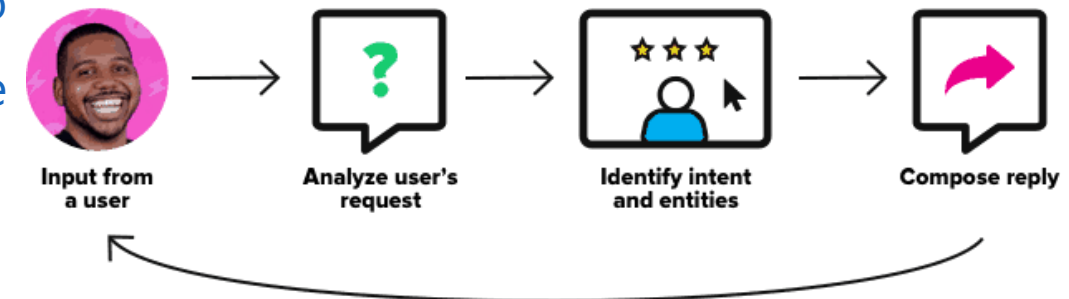 Input from
a user
Analyze user's
request
Identify intent
and entities
Compose reply